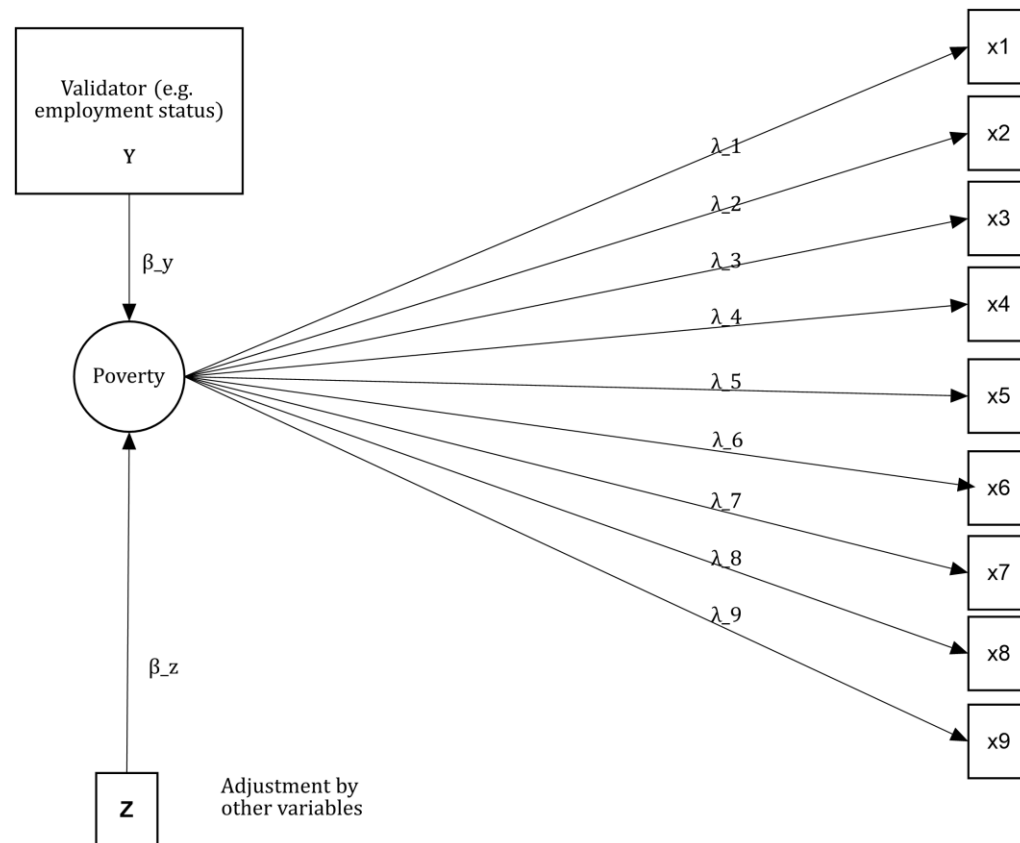 Validator (e.g.
employment status)
Y
β_y
Poverty
β_z
Z
Adjustment by
other variables
λ_1
λ_2
λ_3
λ_4
λ_5
λ_6
λ_7
λ_8
λ_9
x1
x2
x3
x4
x5
x6
x7
x8
x9